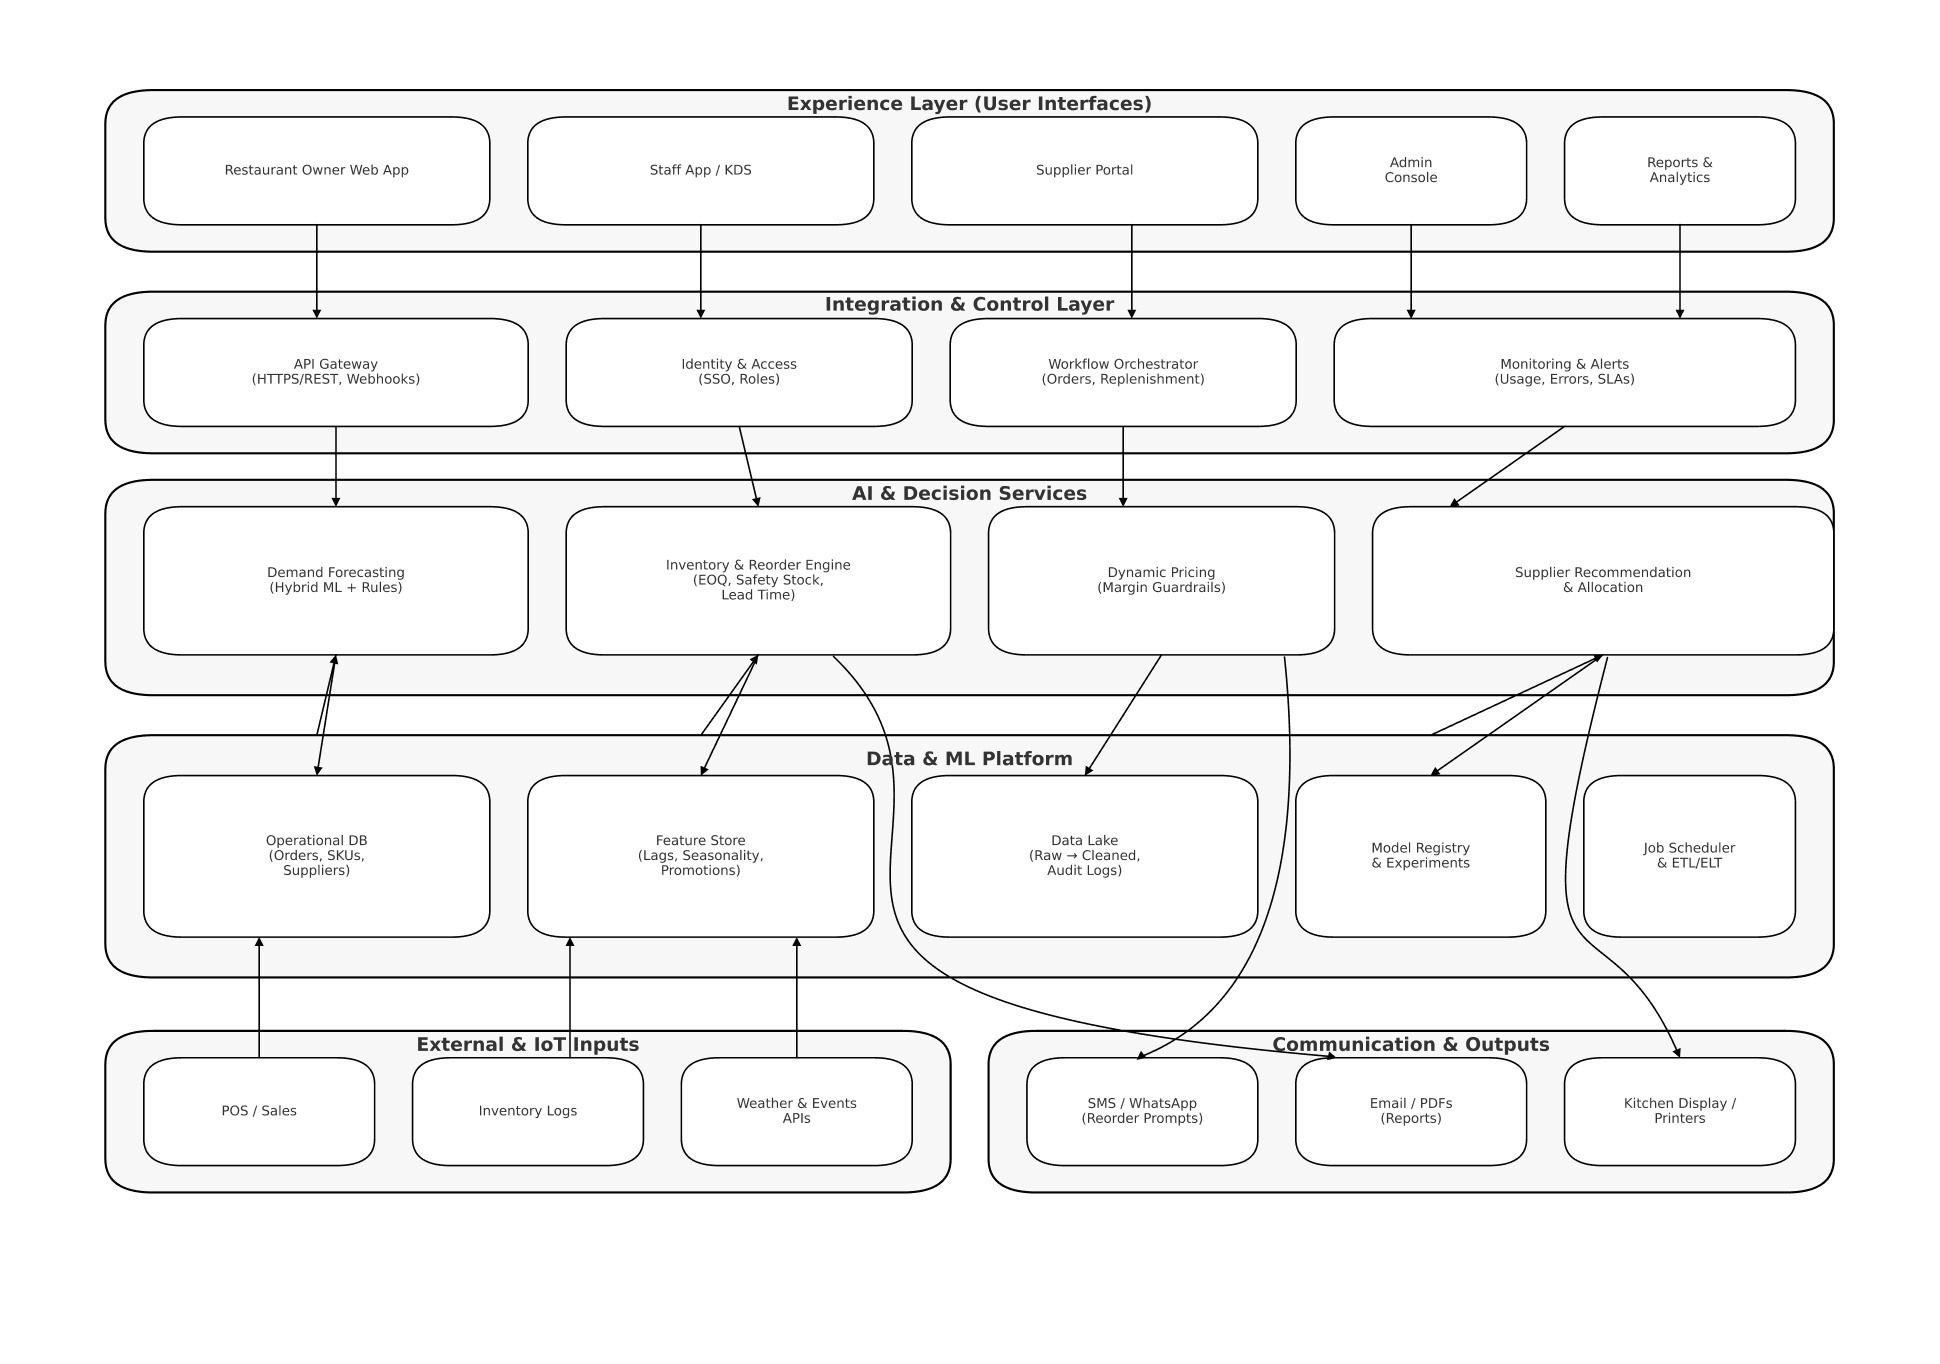 Experience Layer (User Interfaces)
Restaurant Owner Web App
Staff App / KDS
Supplier Portal
Admin
Console
Reports &
Analytics
Integration & Control Layer
API Gateway
(HTTPS/REST, Webhooks)
Identity & Access
(SSO, Roles)
Workflow Orchestrator
(Orders, Replenishment)
Monitoring & Alerts
(Usage, Errors, SLAs)
AI & Decision Services
Demand Forecasting
(Hybrid ML + Rules)
Inventory & Reorder Engine
(EOQ, Safety Stock,
Lead Time)
Dynamic Pricing
(Margin Guardrails)
Supplier Recommendation
& Allocation
Data & ML Platform
Operational DB
(Orders, SKUs,
Suppliers)
Feature Store
(Lags, Seasonality,
Promotions)
Data Lake
(Raw → Cleaned,
Audit Logs)
Model Registry
& Experiments
Job Scheduler
& ETL/ELT
External & IoT Inputs
POS / Sales
Inventory Logs
Weather & Events
APIs
Communication & Outputs
SMS / WhatsApp
(Reorder Prompts)
Email / PDFs
(Reports)
Kitchen Display /
Printers